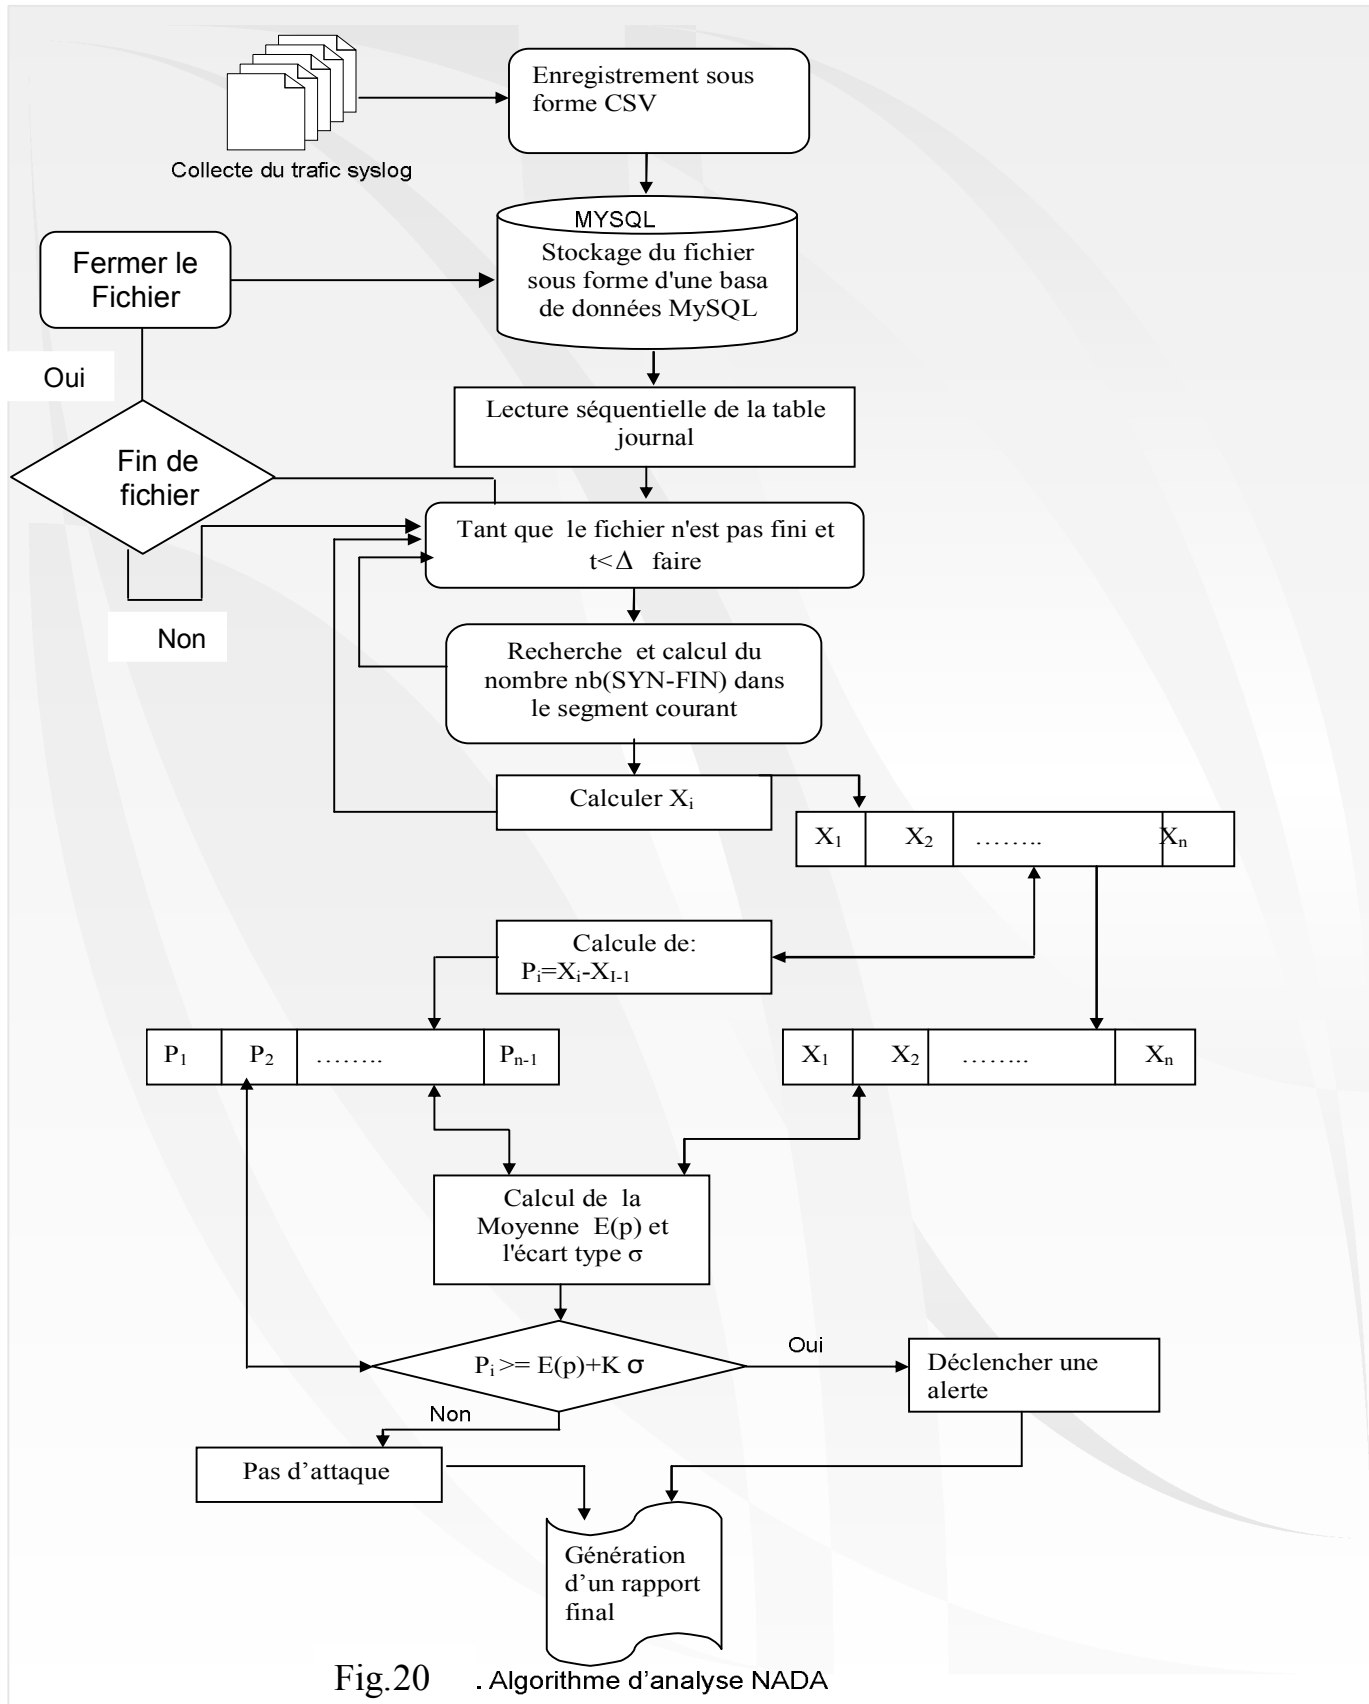 Enregistrement sous
forme CSV
Collecte du trafic syslog
MYSQL
Stockage du fichier
sous forme d'une basa
de données MySQL
Fermer le
Fichier
Oui
Lecture séquentielle de la table
journal
Fin de
fichier
Tant que le fichier n'est pas fini et
t<Δ faire
Non
Recherche et calcul du
nombre nb(SYN-FIN) dans
le segment courant
Calculer Xi
X1 X2 …….. Xn
Calcule de:
Pi=Xi-XI-1
P1 P2 …….. Pn-1
X1 X2 …….. Xn
Calcul de la
Moyenne E(p) et
l'écart type σ
Pi >= E(p)+K σ
Oui
Déclencher une
alerte
Non
Pas d’attaque
Génération
d’un rapport
final
Fig.20 . Algorithme d’analyse NADA